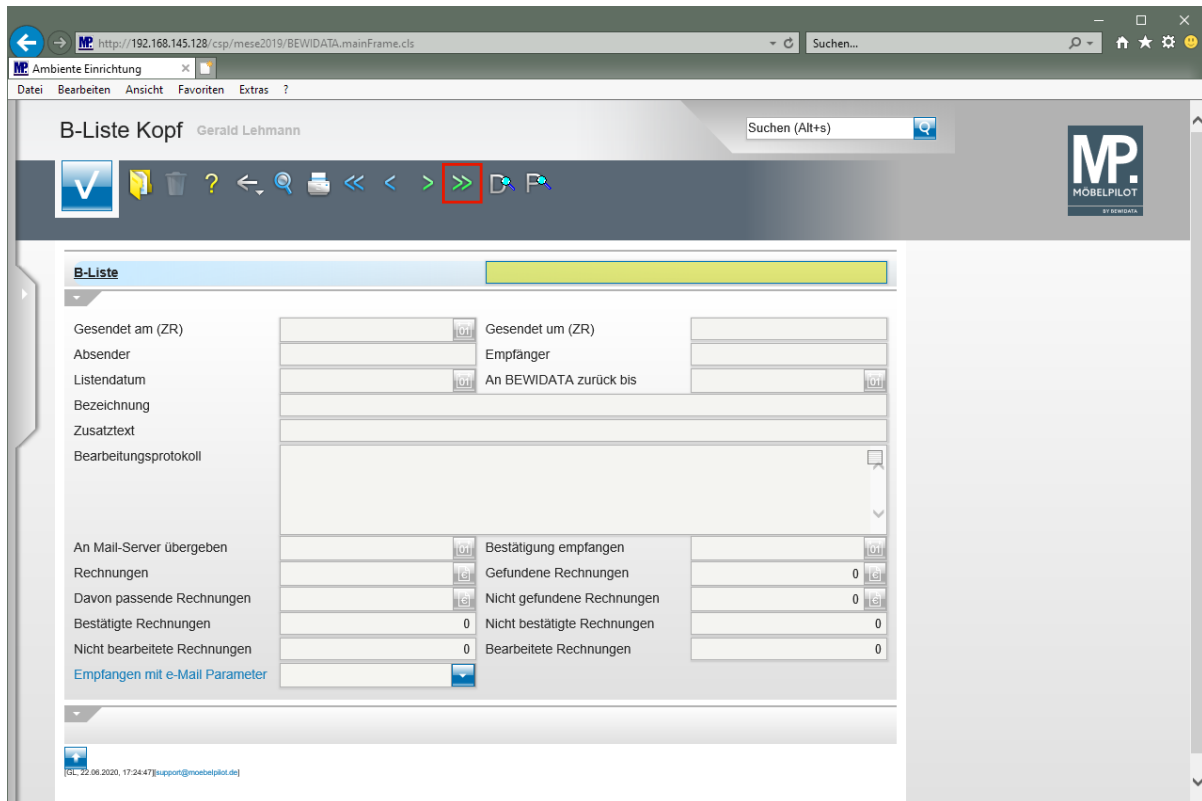 http://192.168.145.128/csp/mese2019/BEWIDATA.mainFrame.cls
Suchen...
MP. Ambiente Einrichtung
Datei Bearbeiten Ansicht Favoriten Extras ?
B-Liste Kopf Gerald Lehmann
Suchen (Alt+s)
MP.
MÖBELPILOT
BY BEWIDATA
B-Liste
Gesendet am (ZR) Gesendet um (ZR)
Absender Empfänger
Listendatum An BEWIDATA zurück bis
Bezeichnung
Zusatztext
Bearbeitungsprotokoll
An Mail-Server übergeben Bestätigung empfangen
Rechnungen Gefundene Rechnungen 0
Davon passende Rechnungen Nicht gefundene Rechnungen 0
Bestätigte Rechnungen 0 Nicht bestätigte Rechnungen 0
Nicht bearbeitete Rechnungen 0 Bearbeitete Rechnungen 0
Empfangen mit e-Mail Parameter
[GL, 22.06.2020, 17:24:47][support@moebelpilot.de]